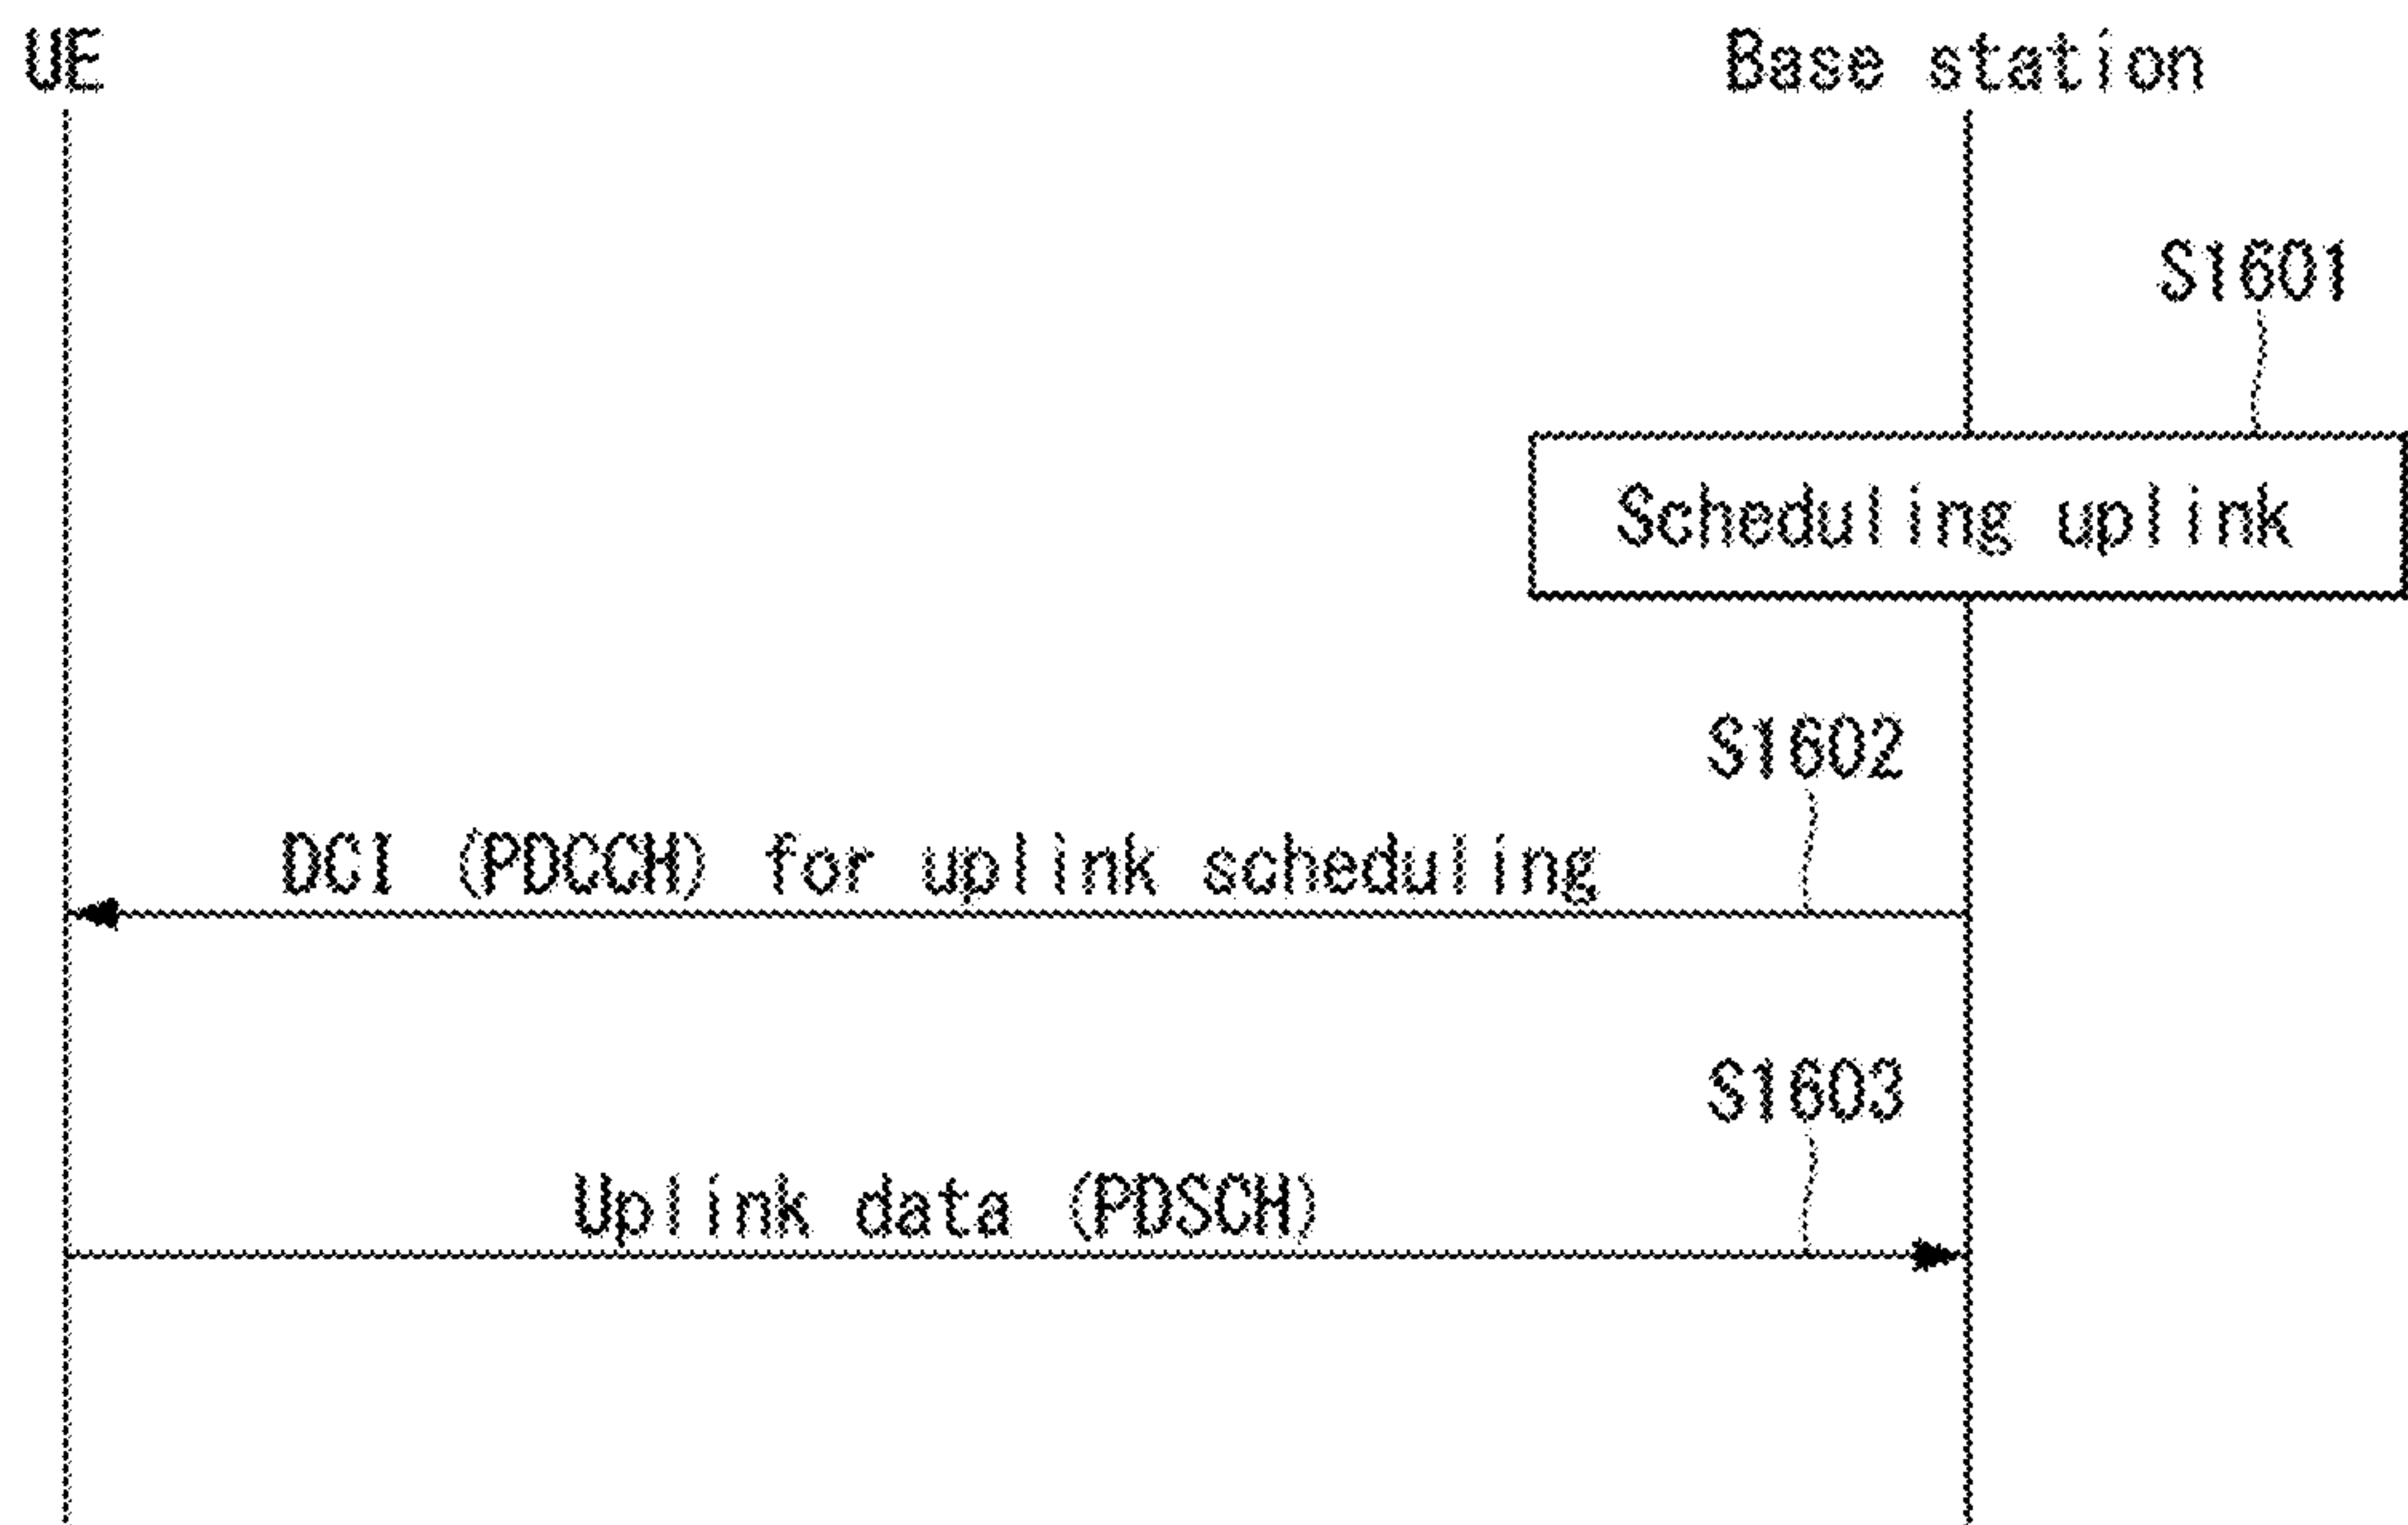 UE
Base station
S1601
Scheduling uplink
S1602
DCI (PDCCH) for uplink scheduling
S1603
Uplink data (PDSCH)